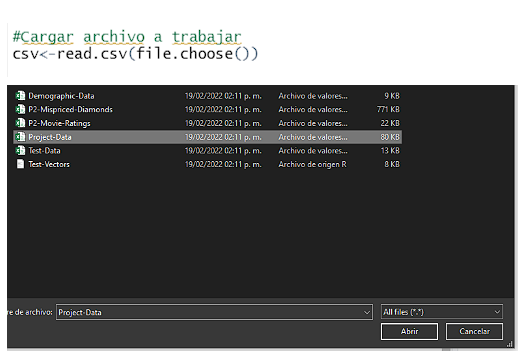 #Cargar archivo a trabajar
csv<-read.csv(file.choose())
Demographic-Data 19/02/2022 02:11 p. m. Archivo de valores... 9 KB
P2-Mispriced-Diamonds 19/02/2022 02:11 p. m. Archivo de valores... 771 KB
P2-Movie-Ratings 19/02/2022 02:11 p. m. Archivo de valores... 22 KB
Project-Data 19/02/2022 02:11 p. m. Archivo de valores... 80 KB
Test-Data 19/02/2022 02:11 p. m. Archivo de valores... 13 KB
Test-Vectors 19/02/2022 02:11 p. m. Archivo de origen R 8 KB
re de archivo: Project-Data All files (*.*)
Abrir Cancelar